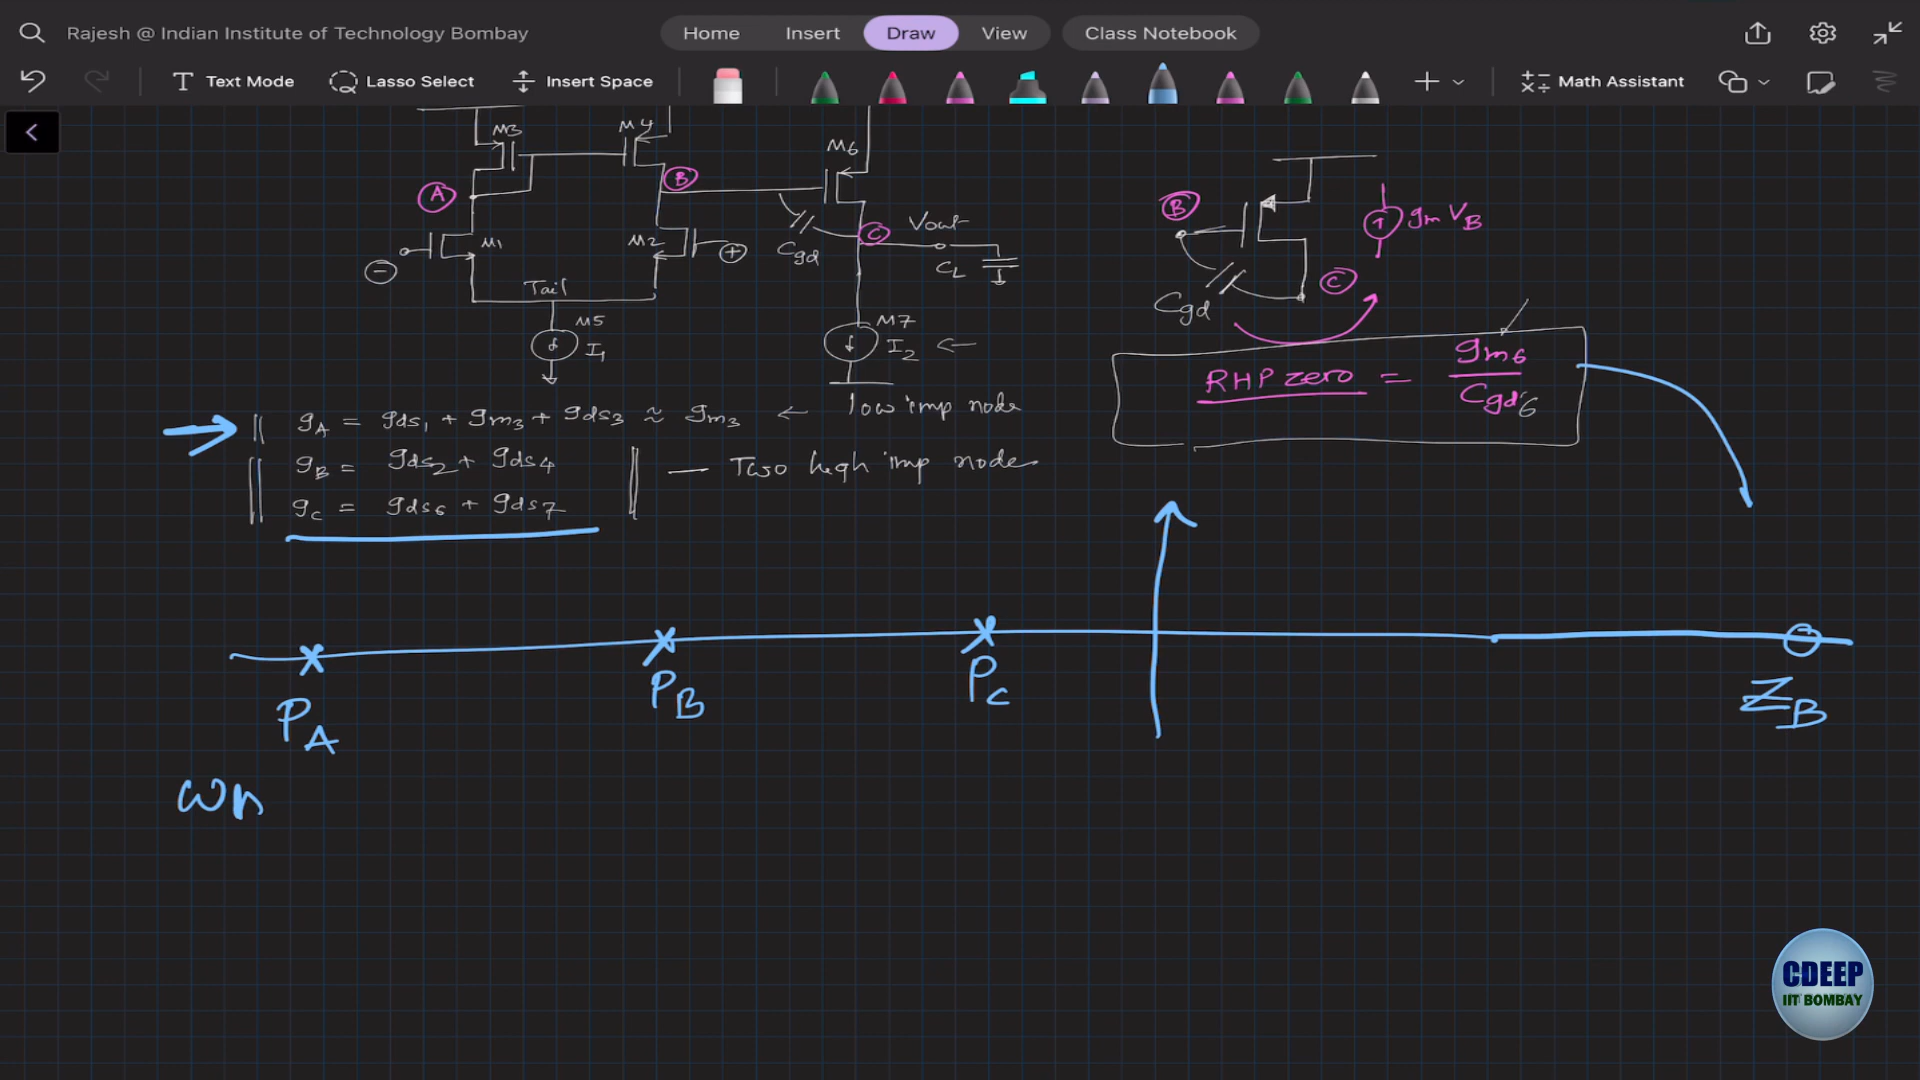 Rajesh @ Indian Institute of Technology Bombay
Home Insert Draw View Class Notebook
Text Mode Lasso Select Insert Space
Math Assistant
M3
M4
M6
A
B
M1
M2
−
+
Cgd
C
Vout
CL
Tail
M5
I1
M7
I2 ←
B
gm VB
C
Cgd
RHP zero = gm6 / Cgd6
gA = gds1 + gm3 + gds3 ≈ gm3 ← low imp node
gB = gds2 + gds4
— Two high imp node
gC = gds6 + gds7
PA
PB
PC
ZB
ωn
CDEEP
IIT BOMBAY